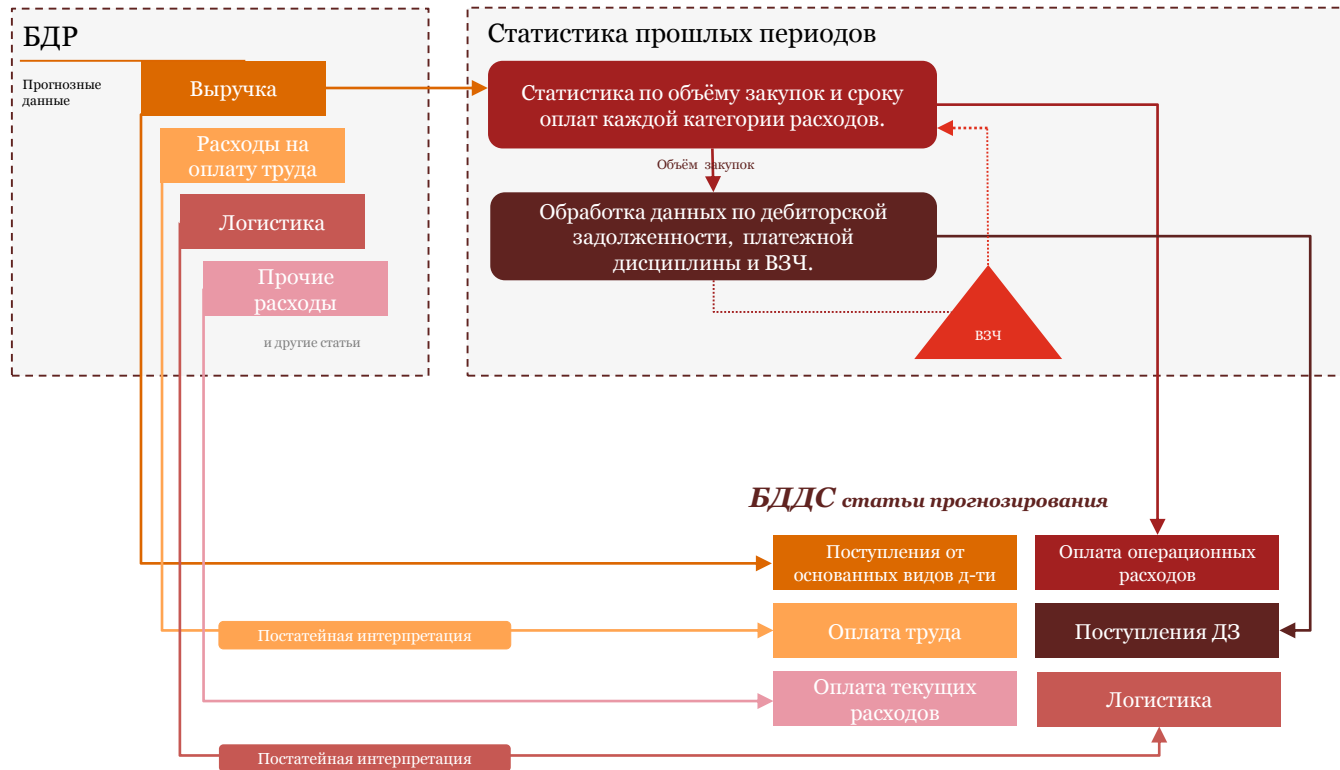 БДР
Прогнозные
данные
Выручка
Расходы на
оплату труда
Логистика
Прочие
расходы
и другие статьи
Статистика прошлых периодов
Статистика по объёму закупок и сроку
оплат каждой категории расходов.
Объём закупок
Обработка данных по дебиторской
задолженности, платежной
дисциплины и ВЗЧ.
ВЗЧ
БДДС статьи прогнозирования
Поступления от
основанных видов д-ти
Оплата операционных
расходов
Постатейная интерпретация
Оплата труда
Поступления ДЗ
Оплата текущих
расходов
Логистика
Постатейная интерпретация